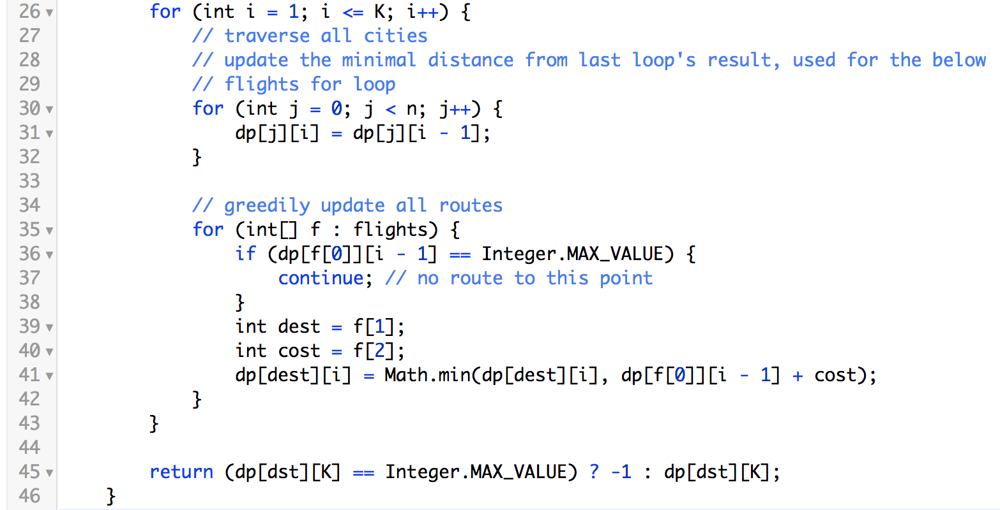 26 for (int i = 1; i <= K; i++) {
27 // traverse all cities
28 // update the minimal distance from last loop's result, used for the below
29 // flights for loop
30 for (int j = 0; j < n; j++) {
31 dp[j][i] = dp[j][i - 1];
32 }
33
34 // greedily update all routes
35 for (int[] f : flights) {
36 if (dp[f[0]][i - 1] == Integer.MAX_VALUE) {
37 continue; // no route to this point
38 }
39 int dest = f[1];
40 int cost = f[2];
41 dp[dest][i] = Math.min(dp[dest][i], dp[f[0]][i - 1] + cost);
42 }
43 }
44
45 return (dp[dst][K] == Integer.MAX_VALUE) ? -1 : dp[dst][K];
46 }